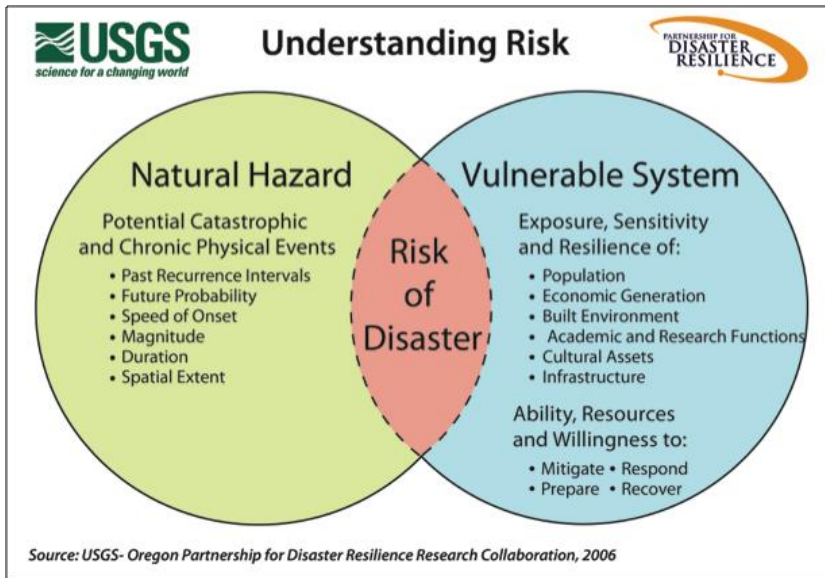 USGS
science for a changing world
Understanding Risk
PARTNERSHIP FOR
DISASTER
RESILIENCE
Natural Hazard
Potential Catastrophic
and Chronic Physical Events
• Past Recurrence Intervals
• Future Probability
• Speed of Onset
• Magnitude
• Duration
• Spatial Extent
Risk
of
Disaster
Vulnerable System
Exposure, Sensitivity
and Resilience of:
• Population
• Economic Generation
• Built Environment
• Academic and Research Functions
• Cultural Assets
• Infrastructure
Ability, Resources
and Willingness to:
• Mitigate • Respond
• Prepare • Recover
Source: USGS- Oregon Partnership for Disaster Resilience Research Collaboration, 2006